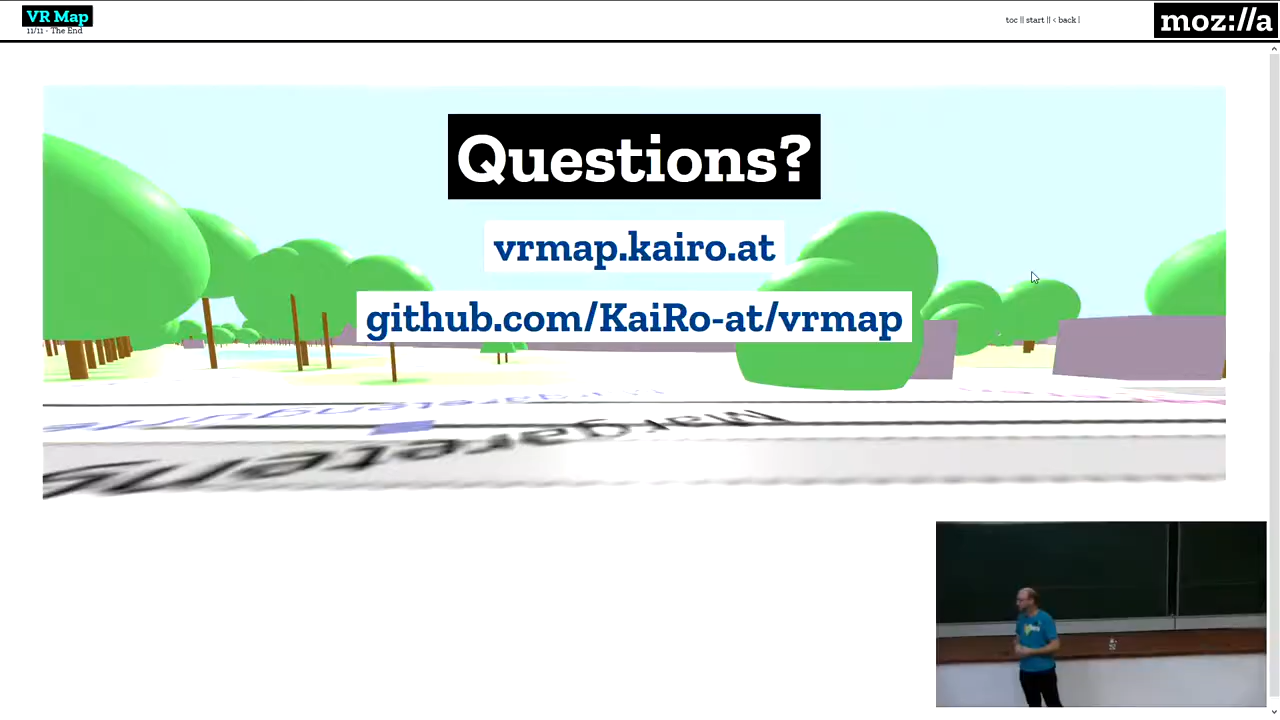 VR Map
11/11 - The End
toc || start || < back |
moz://a
Questions?
vrmap.kairo.at
github.com/KaiRo-at/vrmap